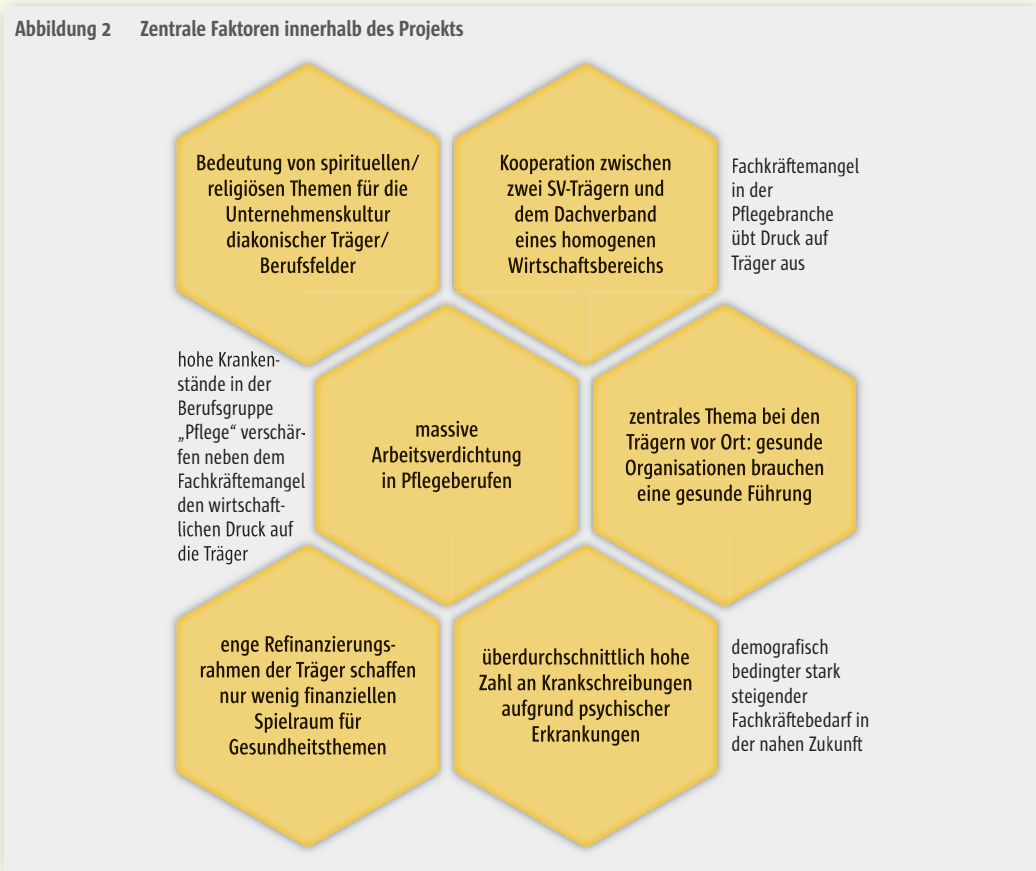 Abbildung 2 Zentrale Faktoren innerhalb des Projekts
Bedeutung von spirituellen/
religiösen Themen für die
Unternehmenskultur
diakonischer Träger/
Berufsfelder
Kooperation zwischen
zwei SV-Trägern und
dem Dachverband
eines homogenen
Wirtschaftsbereichs
Fachkräftemangel
in der
Pflegebranche
übt Druck auf
Träger aus
hohe Kranken-
stände in der
Berufsgruppe
„Pflege“ verschär-
fen neben dem
Fachkräftemangel
den wirtschaft-
lichen Druck auf
die Träger
massive
Arbeitsverdichtung
in Pflegeberufen
zentrales Thema bei den
Trägern vor Ort: gesunde
Organisationen brauchen
eine gesunde Führung
enge Refinanzierungs-
rahmen der Träger schaffen
nur wenig finanziellen
Spielraum für
Gesundheitsthemen
überdurchschnittlich hohe
Zahl an Krankschreibungen
aufgrund psychischer
Erkrankungen
demografisch
bedingter stark
steigender
Fachkräftebedarf in
der nahen Zukunft